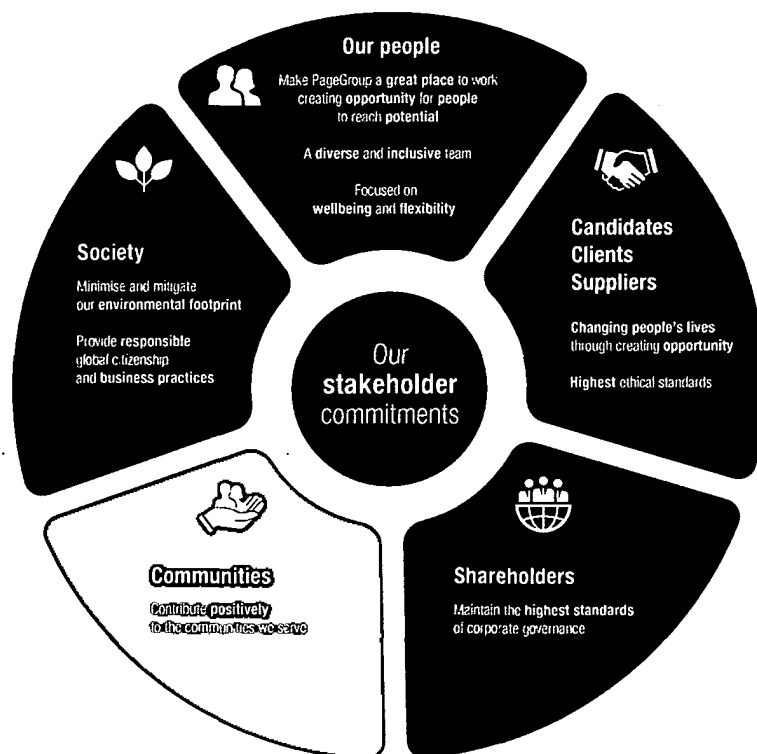 Our people
Make PageGroup a great place to work
creating opportunity for people
to reach potential
A diverse and inclusive team
Focused on
wellbeing and flexibility
Candidates
Clients
Suppliers
Changing people's lives
through creating opportunity
Highest ethical standards
Shareholders
Maintain the highest standards
of corporate governance
Communities
Contribute positively
to the communities we serve
Society
Minimise and mitigate
our environmental footprint
Provide responsible
global citizenship
and business practices
Our
stakeholder
commitments